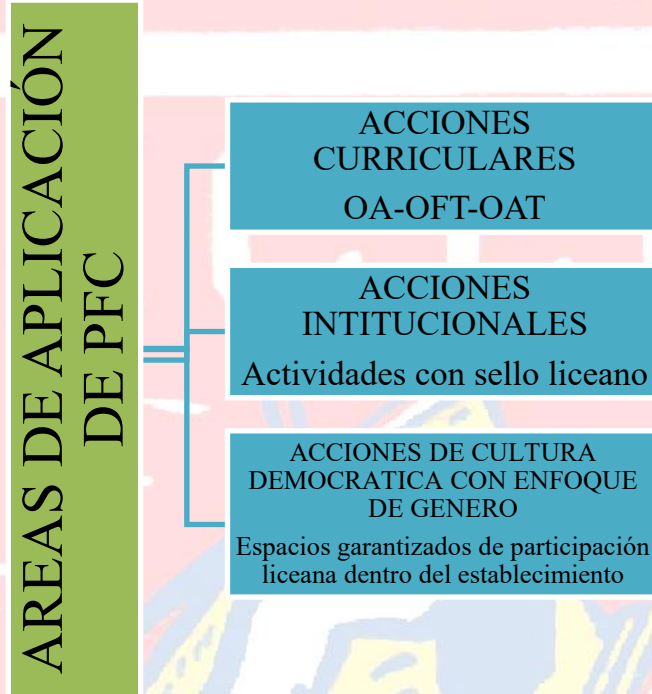 AREAS DE APLICACIÓN
DE PFC
ACCIONES
CURRICULARES
OA-OFT-OAT
ACCIONES
INTITUCIONALES
Actividades con sello liceano
ACCIONES DE CULTURA
DEMOCRATICA CON ENFOQUE
DE GENERO
Espacios garantizados de participación
liceana dentro del establecimiento